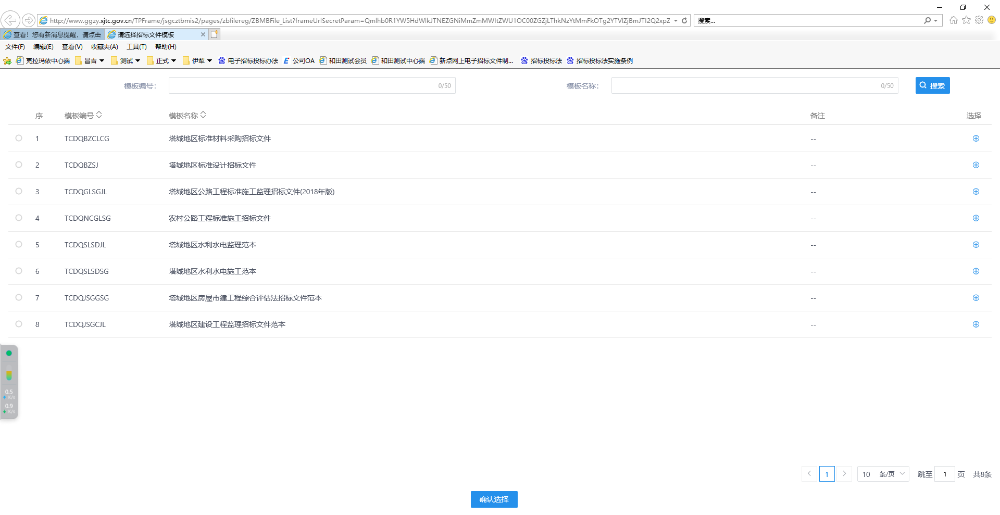 http://www.ggzy.xjtc.gov.cn/TPFrame/jsgcztbmis2/pages/zbfilereg/ZBMBFile_List?frameUrlSecretParam=Qmlhb0R1YW5HdWlkJTNEZGNiMmZmMWItZWU1OC00ZGZjLThkNzYtMmFkOTg2YTVlZjBmJTI2Q2xpZ
搜索...
查看！您有新消息提醒，请点击
请选择招标文件模板
文件(F) 编辑(E) 查看(V) 收藏夹(A) 工具(T) 帮助(H)
克拉玛依中心端 昌吉 测试 正式 伊犁 电子招标投标办法 公司OA 和田测试会员 和田测试中心端 新点网上电子招标文件制... 招标投标法 招标投标法实施条例
模板编号： 0/50 模板名称： 0/50 搜索
序 模板编号 模板名称 备注 选择
1 TCDQBZCLCG 塔城地区标准材料采购招标文件 --
2 TCDQBZSJ 塔城地区标准设计招标文件 --
3 TCDQGLSGJL 塔城地区公路工程标准施工监理招标文件(2018年版) --
4 TCDQNCGLSG 农村公路工程标准施工招标文件 --
5 TCDQSLSDJL 塔城地区水利水电监理范本 --
6 TCDQSLSDSG 塔城地区水利水电施工范本 --
7 TCDQJSGGSG 塔城地区房屋市建工程综合评估法招标文件范本 --
8 TCDQJSGCJL 塔城地区建设工程监理招标文件范本 --
0.5
K/s
0.9
K/s
1 10 条/页 跳至 1 页 共8条
确认选择